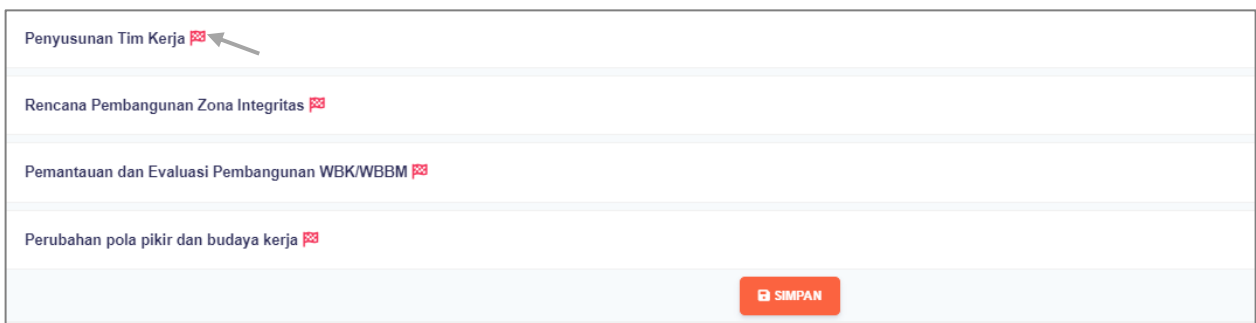 Penyusunan Tim Kerja
Rencana Pembangunan Zona Integritas
Pemantauan dan Evaluasi Pembangunan WBK/WBBM
Perubahan pola pikir dan budaya kerja
SIMPAN